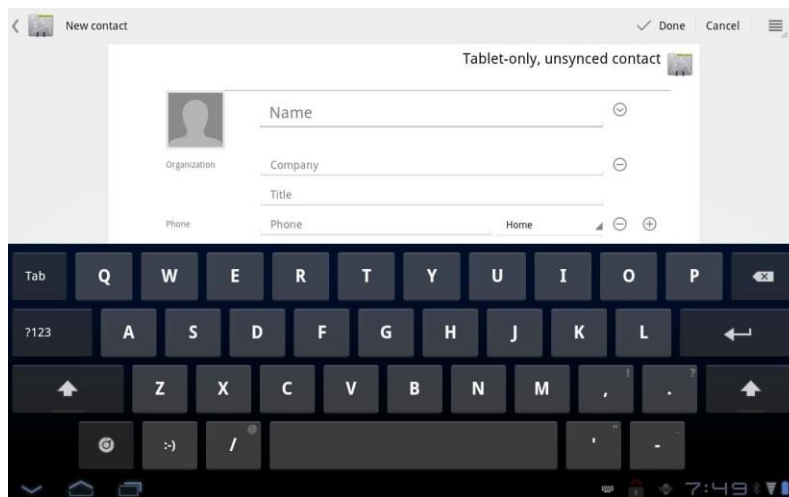 New contact
Done
Cancel
Tablet-only, unsynced contact
Name
Organization
Company
Title
Phone
Phone
Home
Tab Q W E R T Y U I O P
?123 A S D F G H J K L
Z X C V B N M , ! . ?
:-) / @ ' " - _
7:49